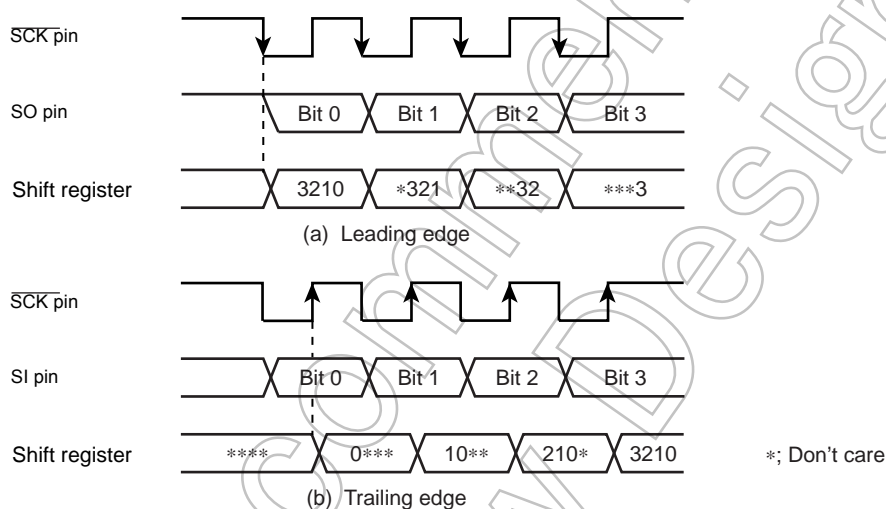 SCK pin
SO pin
Bit 0 Bit 1 Bit 2 Bit 3
Shift register
3210 *321 **32 ***3
(a) Leading edge
SCK pin
SI pin
Bit 0 Bit 1 Bit 2 Bit 3
Shift register
**** 0*** 10** 210* 3210
*; Don't care
(b) Trailing edge